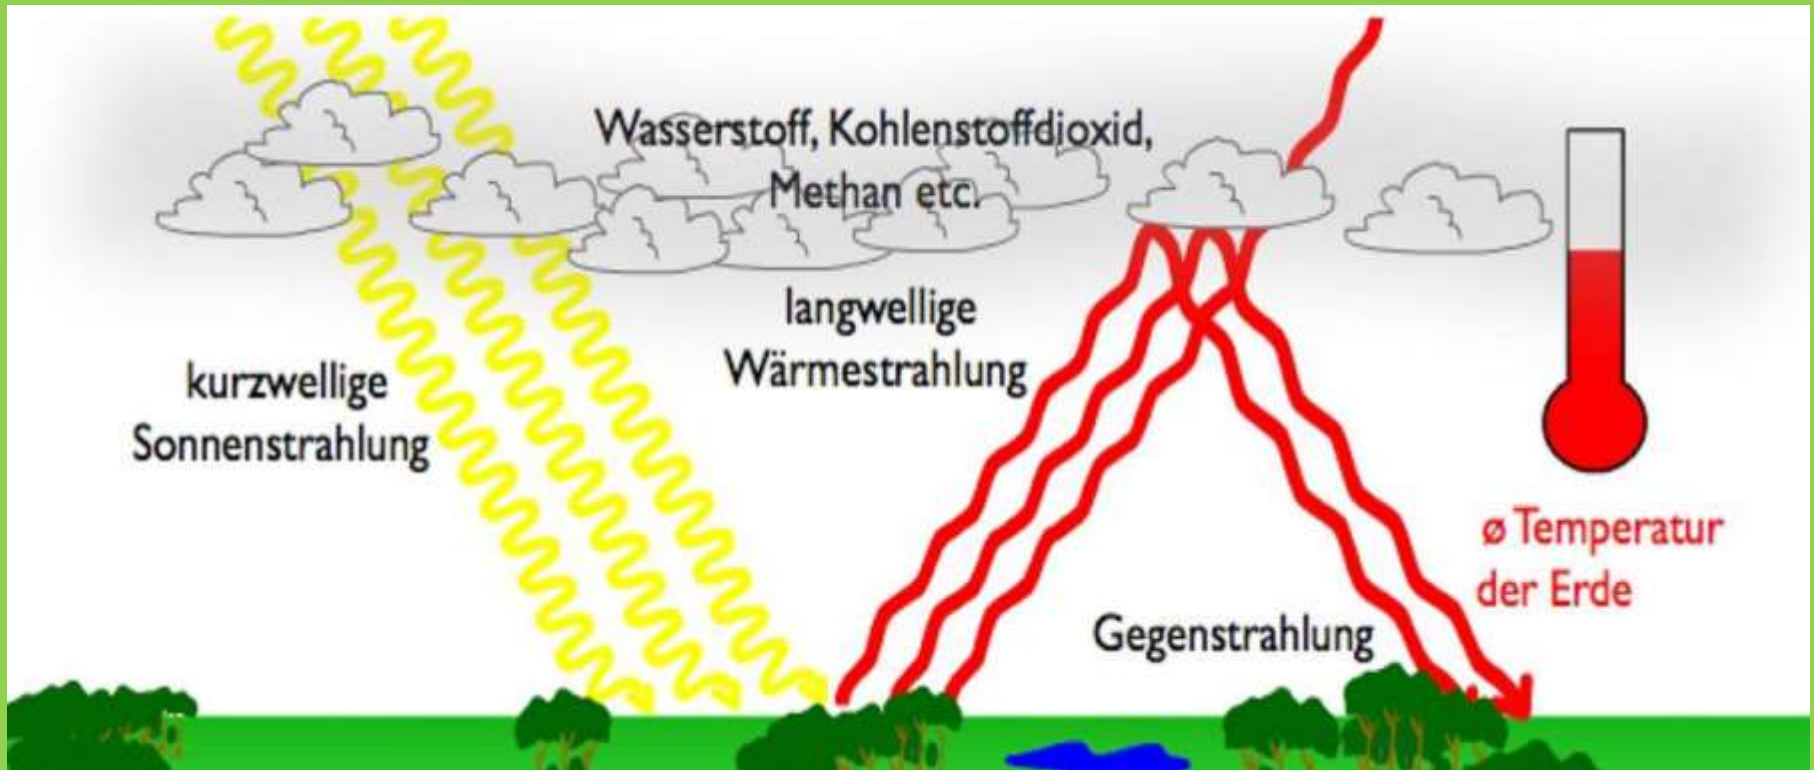 Wasserstoff, Kohlenstoffdioxid,
Methan etc.
langwellige
Wärmestrahlung
kurzwellige
Sonnenstrahlung
ø Temperatur
der Erde
Gegenstrahlung